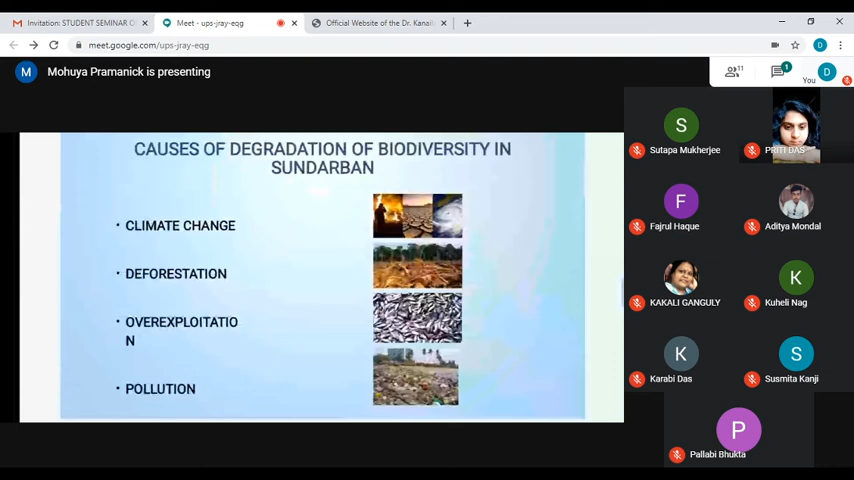 Invitation: STUDENT SEMINAR O
Meet - ups-jray-eqg
Official Website of the Dr. Kanail
meet.google.com/ups-jray-eqg
D
M
Mohuya Pramanick is presenting
11
1
D
You
CAUSES OF DEGRADATION OF BIODIVERSITY IN
SUNDARBAN
• CLIMATE CHANGE
• DEFORESTATION
• OVEREXPLOITATIO
N
• POLLUTION
S
Sutapa Mukherjee
PRITI DAS
F
Fajrul Haque
Aditya Mondal
KAKALI GANGULY
K
Kuheli Nag
K
Karabi Das
S
Susmita Kanji
P
Pallabi Bhukta